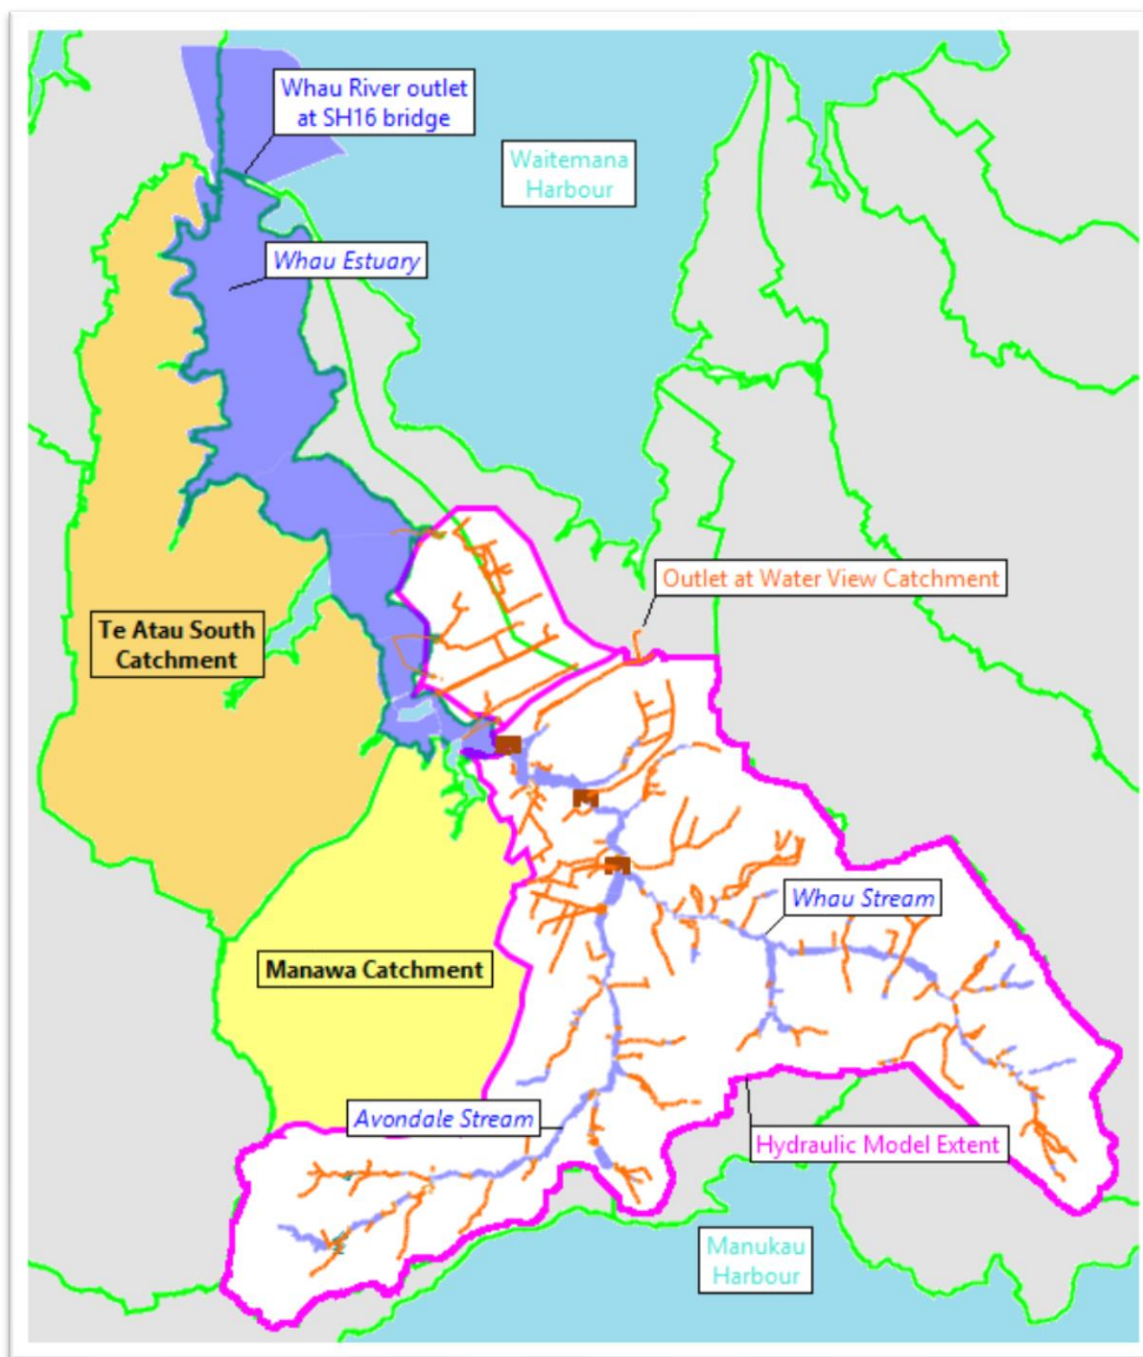 Whau River outlet
at SH16 bridge
Waitemana
Harbour
Whau Estuary
Outlet at Water View Catchment
Te Atau South
Catchment
Whau Stream
Manawa Catchment
Avondale Stream
Hydraulic Model Extent
Manukau
Harbour